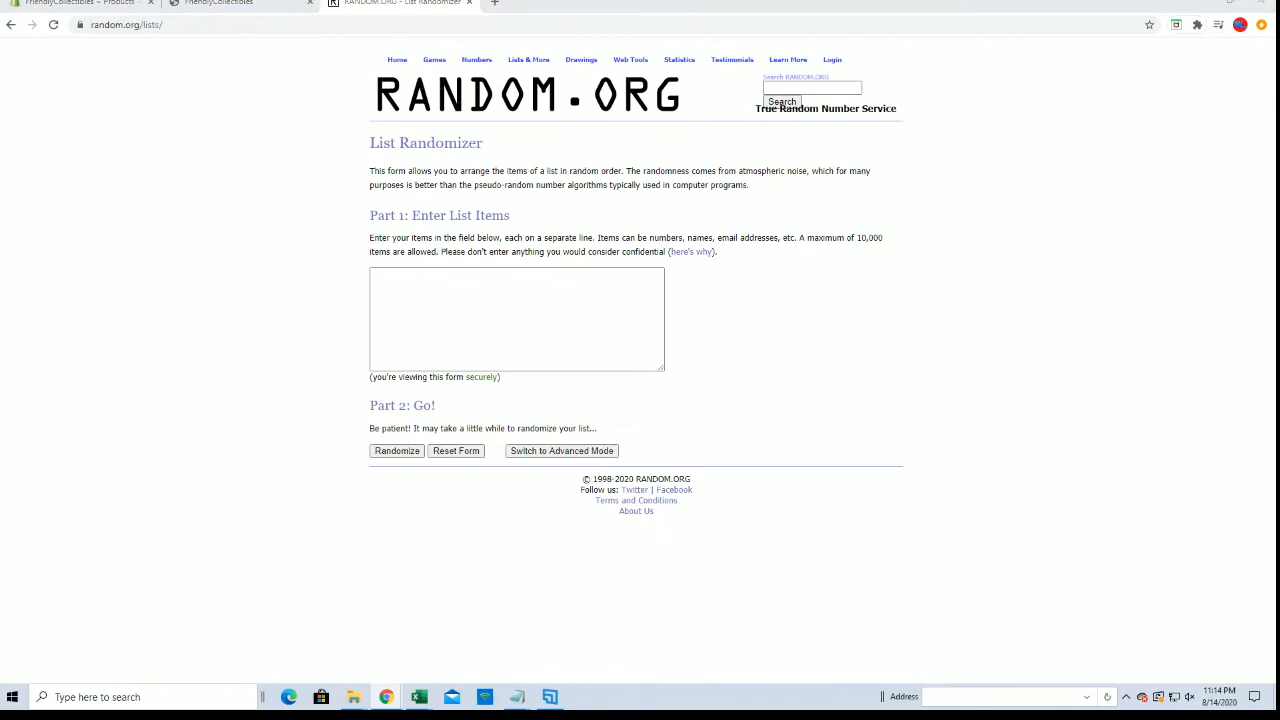 FriendlyCollectibles ~ Products
FriendlyCollectibles
RANDOM.ORG - List Randomizer
random.org/lists/
Home Games Numbers Lists & More Drawings Web Tools Statistics Testimonials Learn More Login
RANDOM.ORG
Search RANDOM.ORG
Search
True Random Number Service
List Randomizer
This form allows you to arrange the items of a list in random order. The randomness comes from atmospheric noise, which for many
purposes is better than the pseudo-random number algorithms typically used in computer programs.
Part 1: Enter List Items
Enter your items in the field below, each on a separate line. Items can be numbers, names, email addresses, etc. A maximum of 10,000
items are allowed. Please don't enter anything you would consider confidential (here's why).
(you're viewing this form securely)
Part 2: Go!
Be patient! It may take a little while to randomize your list...
Randomize Reset Form Switch to Advanced Mode
© 1998-2020 RANDOM.ORG
Follow us: Twitter | Facebook
Terms and Conditions
About Us
Type here to search
Address
11:14 PM
8/14/2020